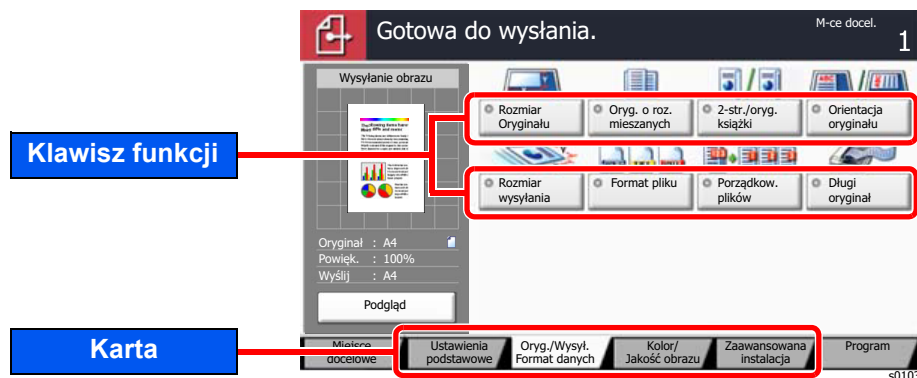 Gotowa do wysłania.
M-ce docel.
1
Wysyłanie obrazu
Rozmiar
Oryginału
Oryg. o roz.
mieszanych
2-str./oryg.
książki
Orientacja
oryginału
Klawisz funkcji
Rozmiar
wysyłania
Format pliku
Porządkow.
plików
Długi
oryginał
Oryginał : A4
Powięk. : 100%
Wyślij : A4
Podgląd
Karta
Miejsce
docelowe
Ustawienia
podstawowe
Oryg./Wysył.
Format danych
Kolor/
Jakość obrazu
Zaawansowana
instalacja
Program